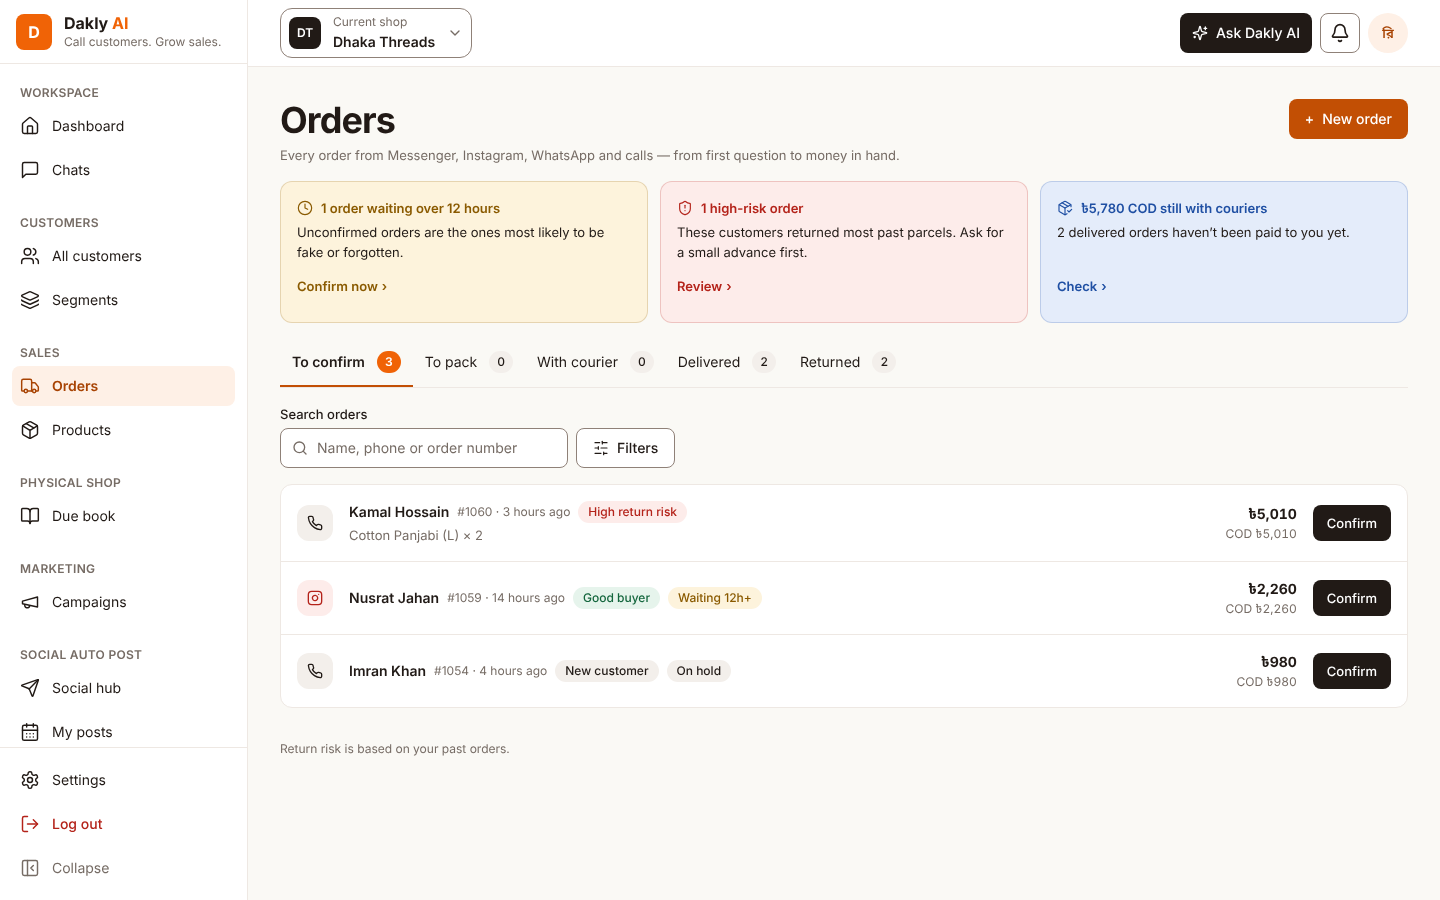 D
Dakly AI
Call customers. Grow sales.
WORKSPACE
Dashboard
Chats
CUSTOMERS
All customers
Segments
SALES
Orders
Products
PHYSICAL SHOP
Due book
MARKETING
Campaigns
SOCIAL AUTO POST
Social hub
My posts
Settings
Log out
Collapse
DT
Current shop
Dhaka Threads
Ask Dakly AI
রি
Orders
+ New order
Every order from Messenger, Instagram, WhatsApp and calls — from first question to money in hand.
1 order waiting over 12 hours
Unconfirmed orders are the ones most likely to be
fake or forgotten.
Confirm now ›
1 high-risk order
These customers returned most past parcels. Ask for
a small advance first.
Review ›
৳5,780 COD still with couriers
2 delivered orders haven’t been paid to you yet.
Check ›
To confirm 3
To pack 0
With courier 0
Delivered 2
Returned 2
Search orders
Name, phone or order number
Filters
Kamal Hossain #1060 · 3 hours ago High return risk
Cotton Panjabi (L) × 2
৳5,010
COD ৳5,010
Confirm
Nusrat Jahan #1059 · 14 hours ago Good buyer Waiting 12h+
৳2,260
COD ৳2,260
Confirm
Imran Khan #1054 · 4 hours ago New customer On hold
৳980
COD ৳980
Confirm
Return risk is based on your past orders.